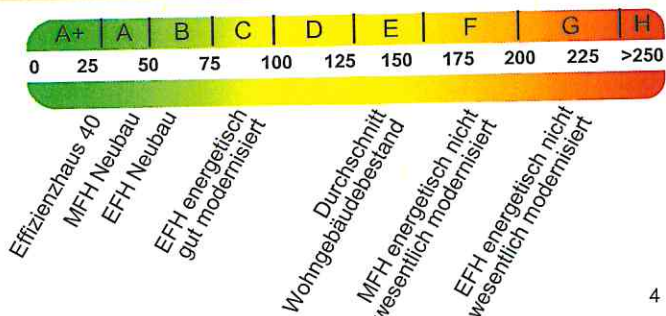 A+ A B C D E F G H
0 25 50 75 100 125 150 175 200 225 >250
Effizienzhaus 40
MFH Neubau
EFH Neubau
EFH energetisch
gut modernisiert
Durchschnitt
Wohngebäudebestand
MFH energetisch nicht
wesentlich modernisiert
EFH energetisch nicht
wesentlich modernisiert
4